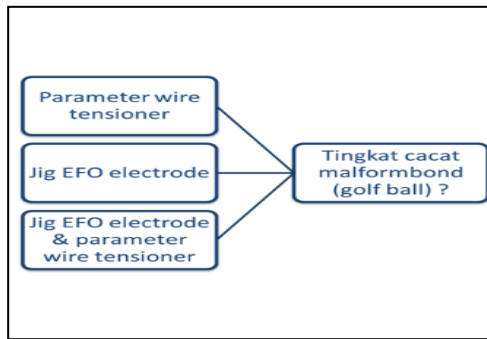 Parameter wire
tensioner
Jig EFO electrode
Jig EFO electrode
& parameter
wire tensioner
Tingkat cacat
malformbond
(golf ball) ?